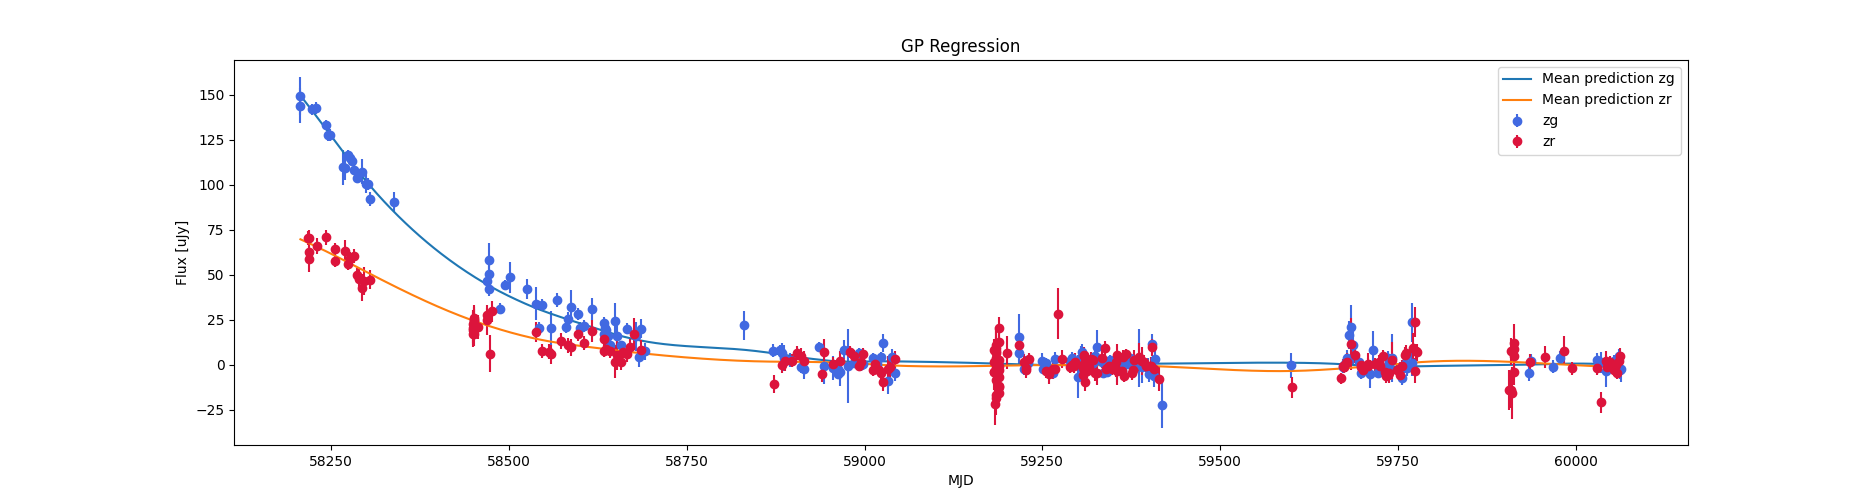 GP Regression
Flux [uJy]
150
125
100
75
50
25
0
−25
Mean prediction zg
Mean prediction zr
zg
zr
58250
58500
58750
59000
59250
59500
59750
60000
MJD